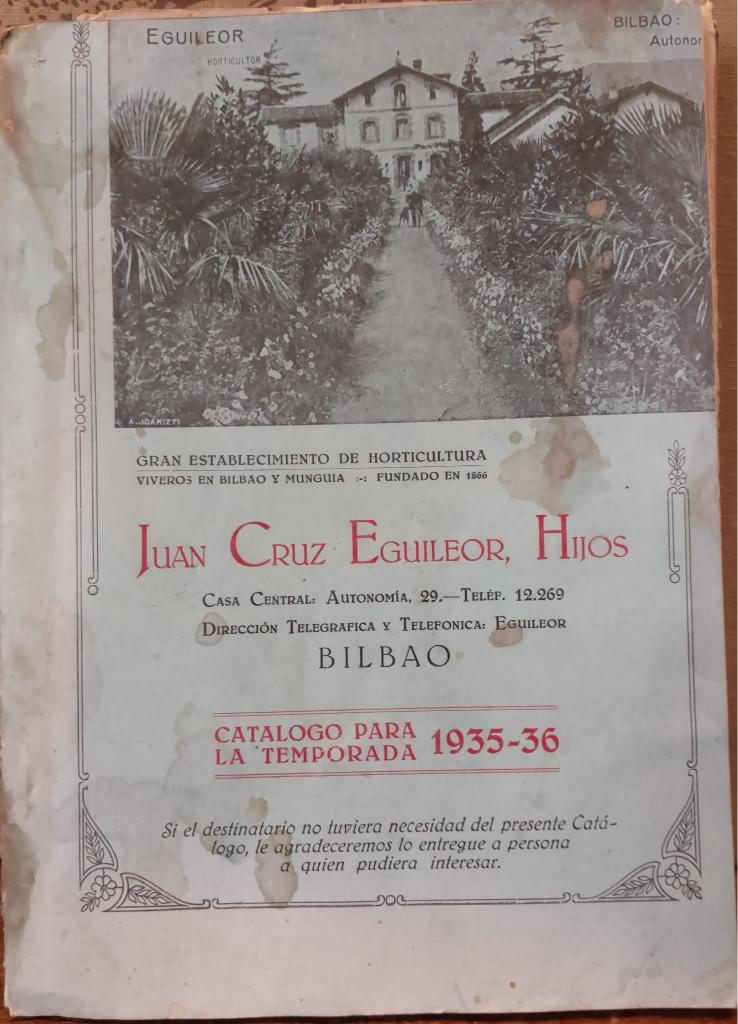 EGUILEOR
HORTICULTOR
BILBAO:
Autonor
A. JOARIZTI
GRAN ESTABLECIMIENTO DE HORTICULTURA
VIVEROS EN BILBAO Y MUNGUIA :-: FUNDADO EN 1866
JUAN CRUZ EGUILEOR, HIJOS
CASA CENTRAL: AUTONOMÍA, 29.—TELÉF. 12.269
DIRECCIÓN TELEGRAFICA Y TELEFONICA: EGUILEOR
BILBAO
CATALOGO PARA
LA TEMPORADA 1935-36
Si el destinatario no tuviera necesidad del presente Catá-
logo, le agradeceremos lo entregue a persona
a quien pudiera interesar.